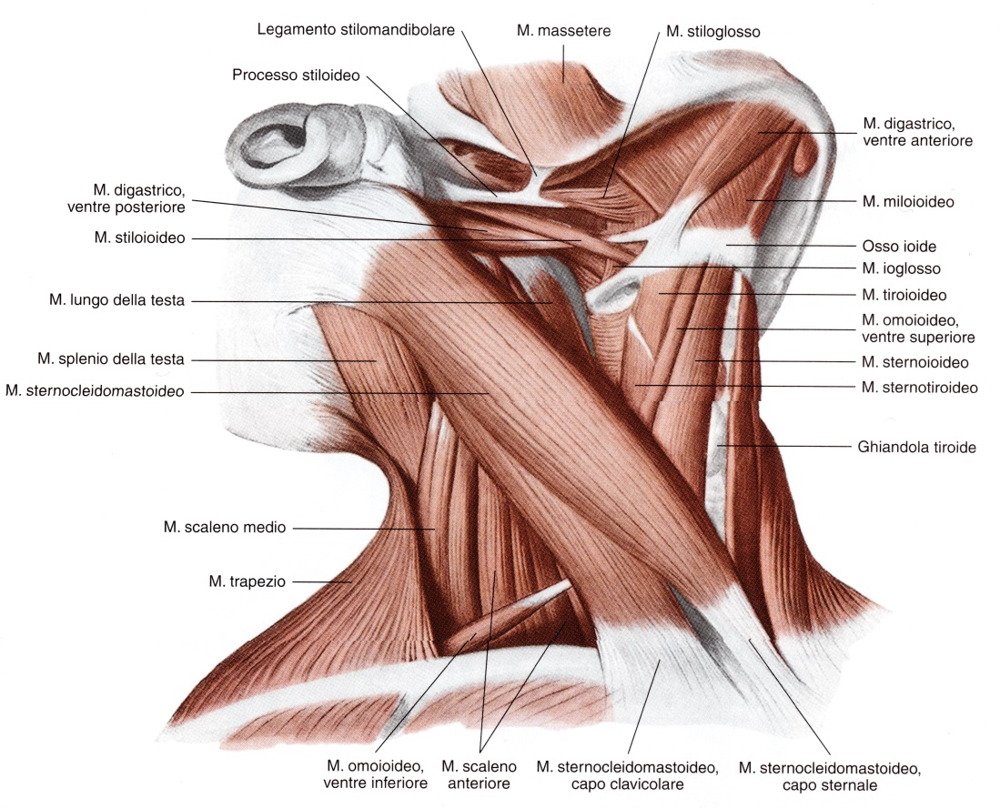 Legamento stilomandibolare
M. massetere
M. stiloglosso
Processo stiloideo
M. digastrico,
ventre anteriore
M. digastrico,
ventre posteriore
M. miloioideo
M. stiloioideo
Osso ioide
M. ioglosso
M. lungo della testa
M. tiroioideo
M. omoioideo,
ventre superiore
M. splenio della testa
M. sternoioideo
M. sternocleidomastoideo
M. sternotiroideo
Ghiandola tiroide
M. scaleno medio
M. trapezio
M. omoioideo,
ventre inferiore
M. scaleno
anteriore
M. sternocleidomastoideo,
capo clavicolare
M. sternocleidomastoideo,
capo sternale